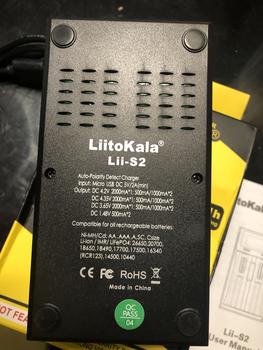 LiitoKala®
Lii-S2
Auto-Polarity Detect Charger
Input: Micro USB DC 5V/2A(min)
Output: DC 4.2V 2000mA*1; 500mA/1000mA*2
DC 4.35V 2000mA*1; 500mA/1000mA*2
DC 3.65V 2000mA*1; 500mA/1000mA*2
DC 1.48V 500mA*2
Compatible for all rechargeable batteries:
Ni-MH/Cd: AA, AAA, A, SC, Csize
Li-ion / IMR / LiFePO4: 26650, 20700,
18650, 18490, 17700, 17500, 16340
(RCR123), 14500, 10440
CE FC RoHS
Made in China
QC
PASS
04
LiitoKala
Lii-S2
User Manual